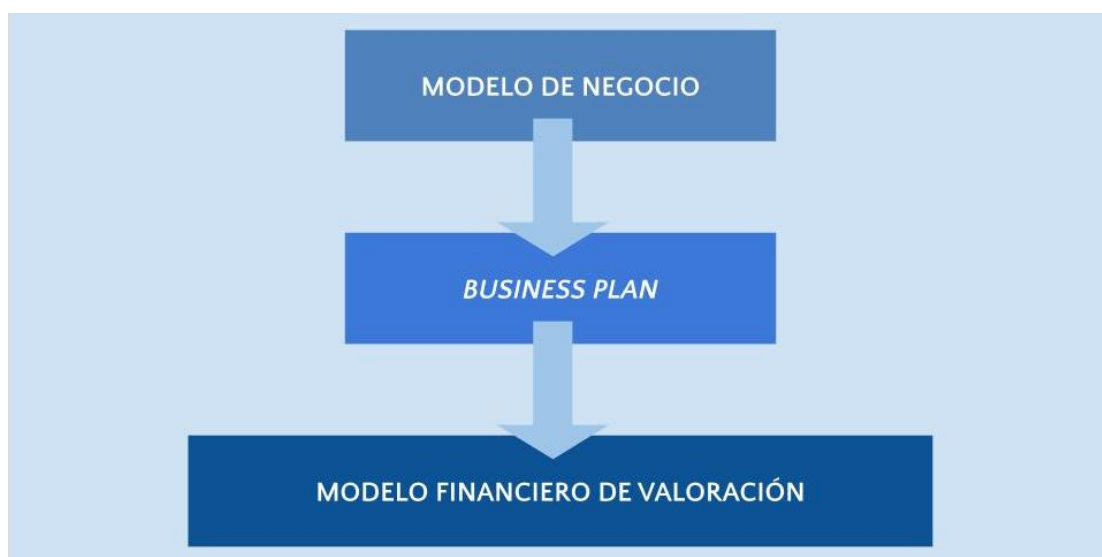 MODELO DE NEGOCIO
BUSINESS PLAN
MODELO FINANCIERO DE VALORACIÓN